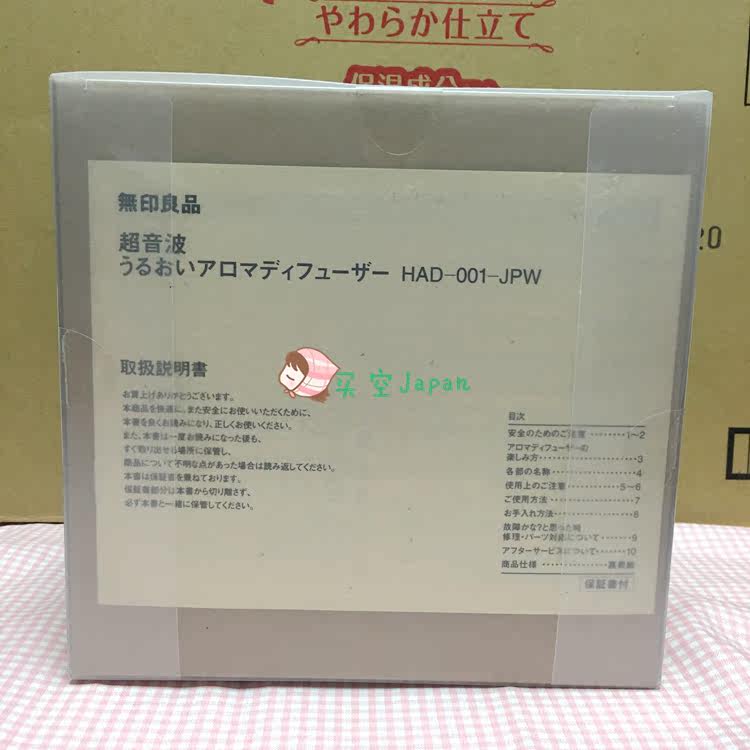 やわらか仕立て
保湿成分
20
無印良品
超音波
うるおいアロマディフューザー HAD-001-JPW
取扱説明書
买空Japan
お買上げありがとうございます。
本商品を快適に、また安全にお使いいただくために、
本書を良くお読みになり、正しくお使いください。
また、本書は一度お読みになった後も、
すぐ取り出せる場所に保管し、
商品について不明な点があった場合は読み返してください。
本書は保証書を兼ねております。
保証書部分は本書から切り離さず、
必ず本書と一緒に保管してください。
目次
安全のためのご注意………1~2
アロマディフューザーの
楽しみ方………………3
各部の名称………………4
使用上のご注意…………5~6
ご使用方法………………7
お手入れ方法……………8
故障かな?と思った時
修理・パーツ対応について……9
アフターサービスについて……10
商品仕様………………裏表紙
保証書付